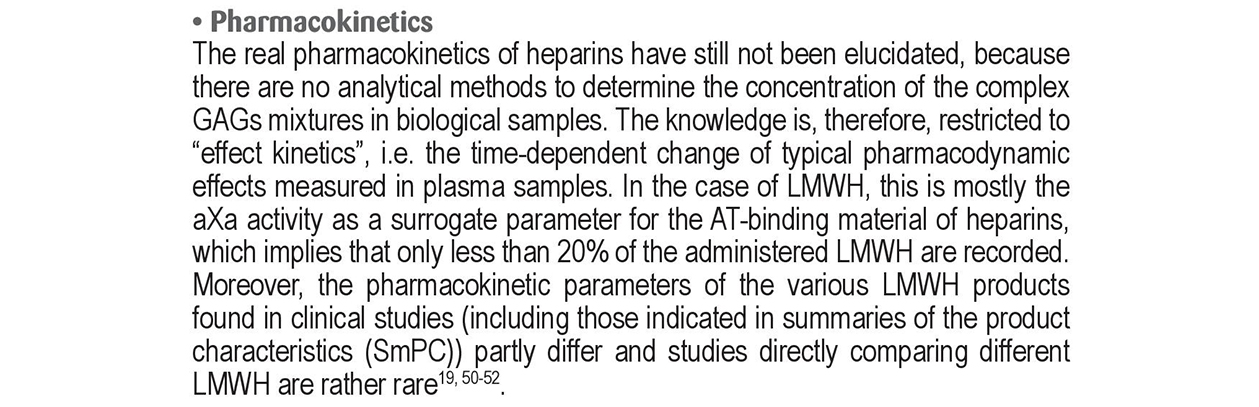 • Pharmacokinetics
The real pharmacokinetics of heparins have still not been elucidated, because
there are no analytical methods to determine the concentration of the complex
GAGs mixtures in biological samples. The knowledge is, therefore, restricted to
“effect kinetics”, i.e. the time-dependent change of typical pharmacodynamic
effects measured in plasma samples. In the case of LMWH, this is mostly the
aXa activity as a surrogate parameter for the AT-binding material of heparins,
which implies that only less than 20% of the administered LMWH are recorded.
Moreover, the pharmacokinetic parameters of the various LMWH products
found in clinical studies (including those indicated in summaries of the product
characteristics (SmPC)) partly differ and studies directly comparing different
LMWH are rather rare19, 50-52.